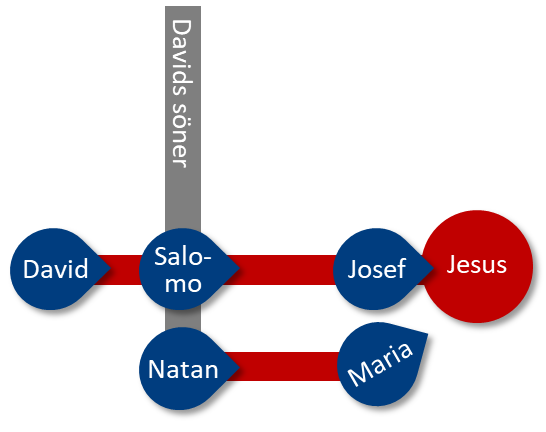 Davids söner
David
Salo-
mo
Josef
Jesus
Natan
Maria